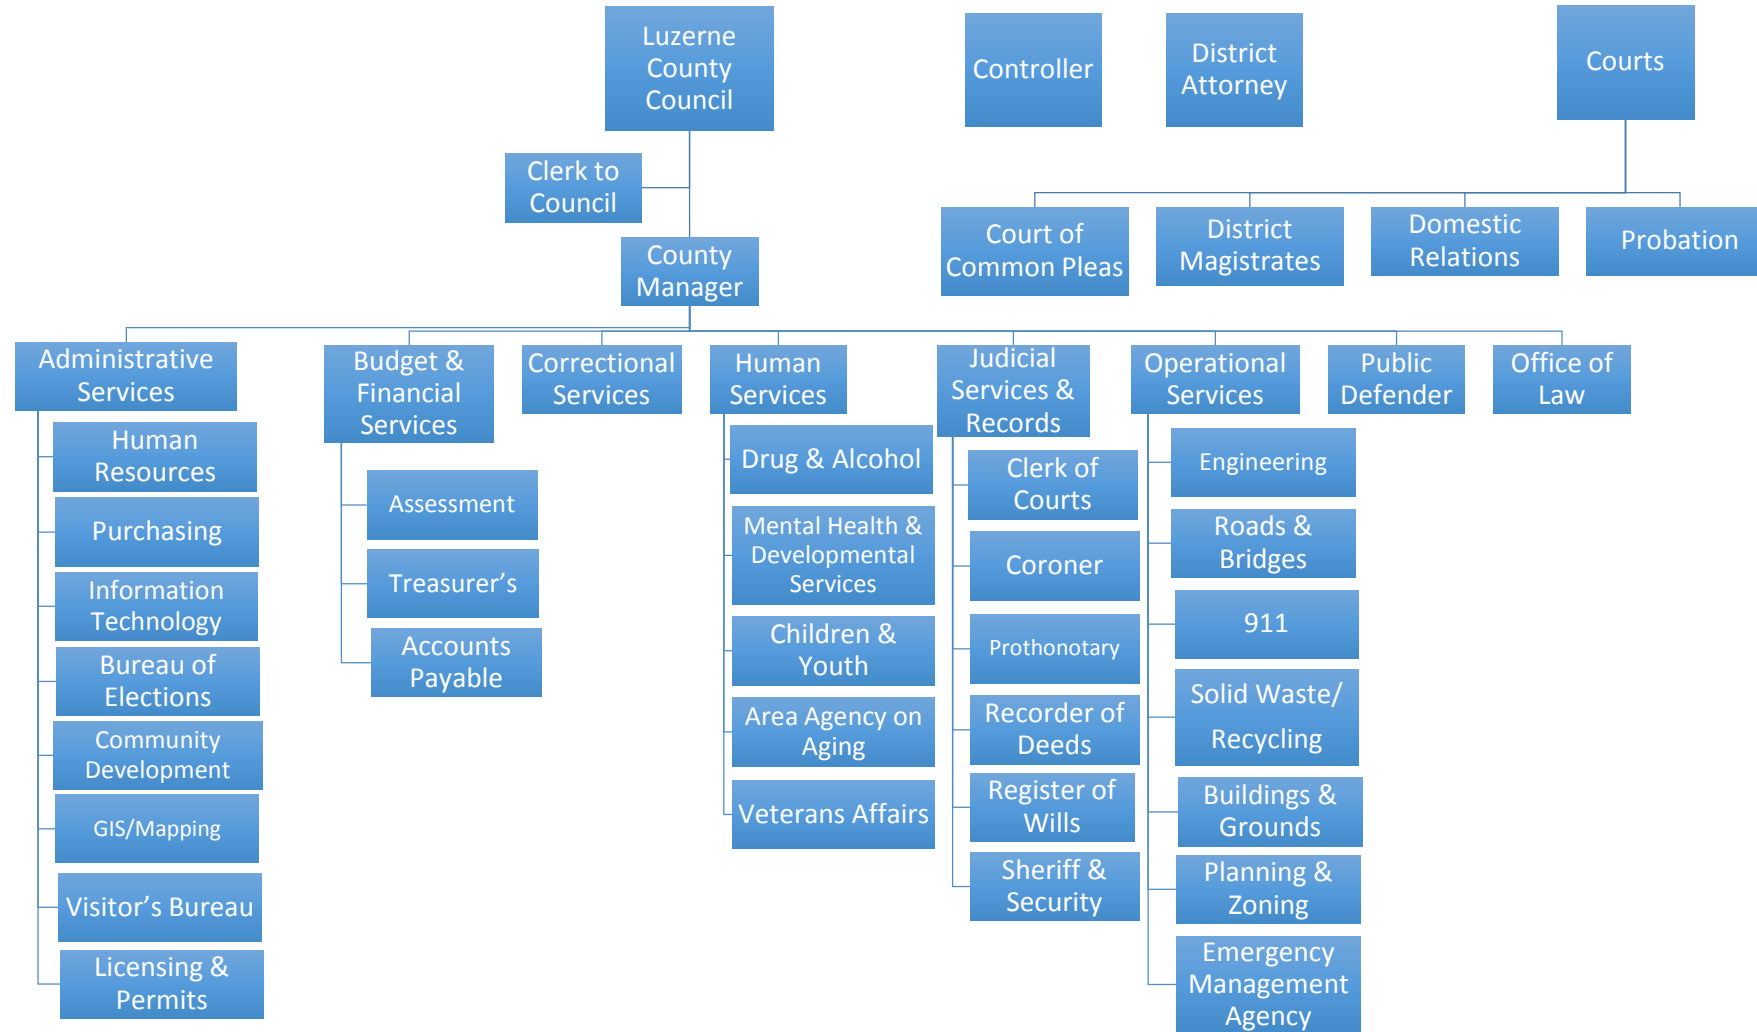 Luzerne
County
Council
Controller
District
Attorney
Courts
Clerk to
Council
County
Manager
Court of
Common Pleas
District
Magistrates
Domestic
Relations
Probation
Administrative
Services
Budget &
Financial
Services
Correctional
Services
Human
Services
Judicial
Services &
Records
Operational
Services
Public
Defender
Office of
Law
Human
Resources
Purchasing
Information
Technology
Bureau of
Elections
Community
Development
GIS/Mapping
Visitor’s Bureau
Licensing &
Permits
Assessment
Treasurer’s
Accounts
Payable
Drug & Alcohol
Mental Health &
Developmental
Services
Children &
Youth
Area Agency on
Aging
Veterans Affairs
Clerk of
Courts
Coroner
Prothonotary
Recorder of
Deeds
Register of
Wills
Sheriff &
Security
Engineering
Roads &
Bridges
911
Solid Waste/
Recycling
Buildings &
Grounds
Planning &
Zoning
Emergency
Management
Agency